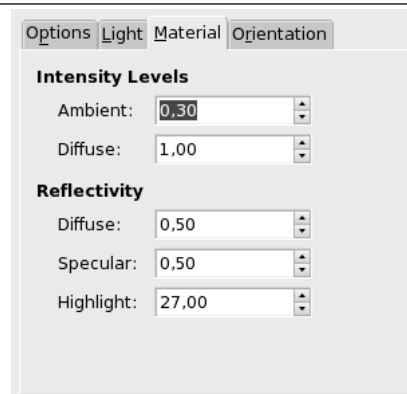 Options Light Material Orientation
Intensity Levels
Ambient: 0,30
Diffuse: 1,00
Reflectivity
Diffuse: 0,50
Specular: 0,50
Highlight: 27,00